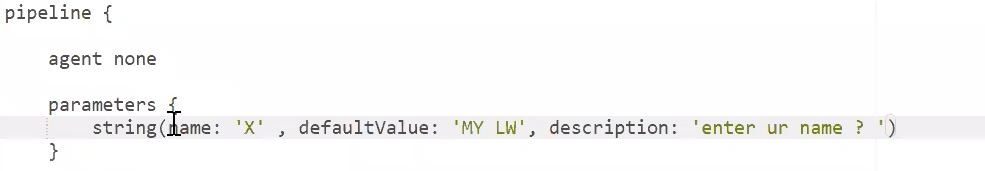 pipeline {
agent none
parameters {
string(name: 'X' , defaultValue: 'MY LW', description: 'enter ur name ? ')
}